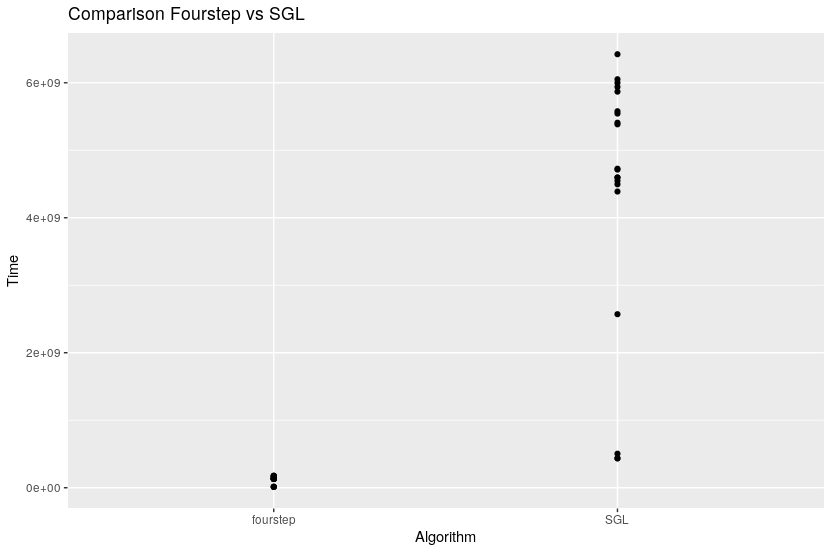 Comparison Fourstep vs SGL
6e+09
4e+09
2e+09
0e+00
Time
fourstep
SGL
Algorithm